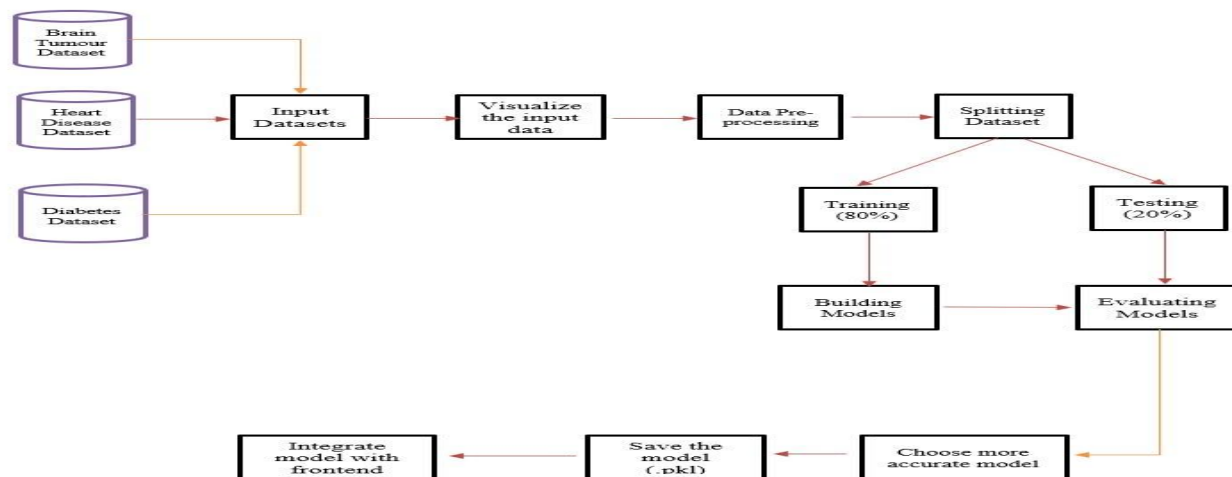 Brain
Tumour
Dataset
Heart
Disease
Dataset
Diabetes
Dataset
Input
Datasets
Visualize
the input
data
Data Pre-
processing
Splitting
Dataset
Training
(80%)
Testing
(20%)
Building
Models
Evaluating
Models
Choose more
accurate model
Save the
model
(.pkl)
Integrate
model with
frontend